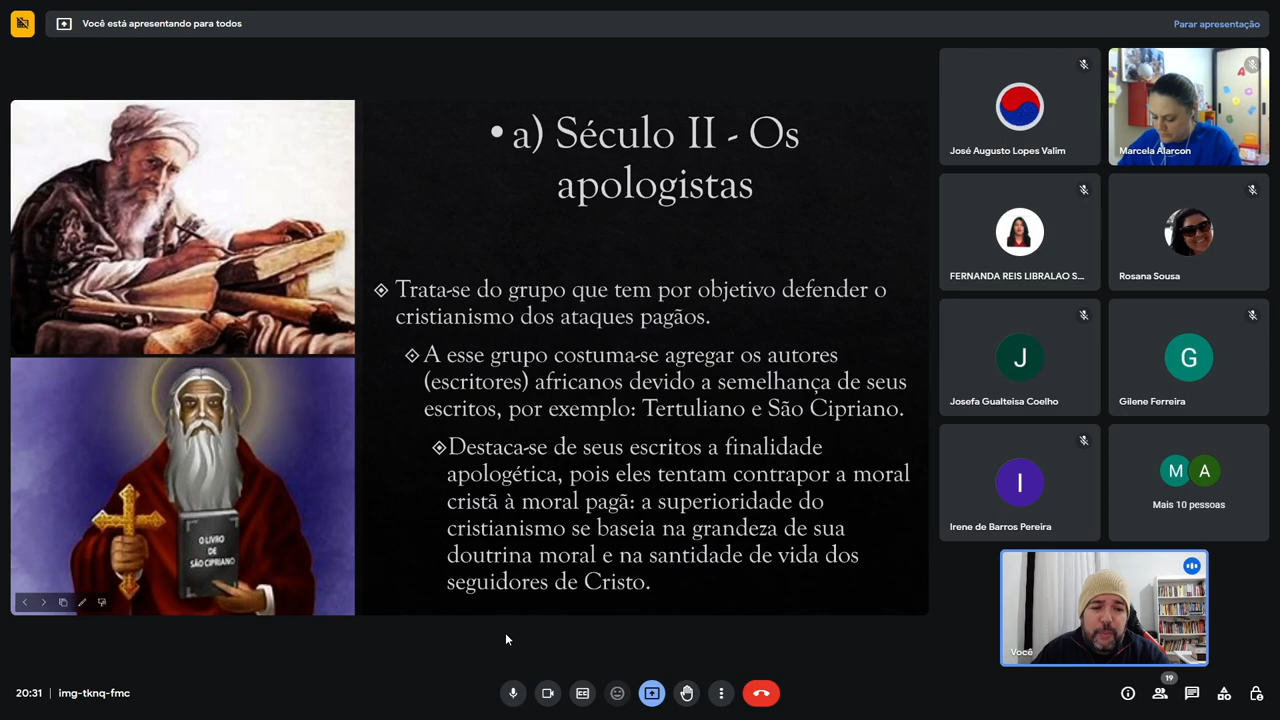 Você está apresentando para todos
Parar apresentação
• a) Século II - Os
apologistas
Trata-se do grupo que tem por objetivo defender o
cristianismo dos ataques pagãos.
A esse grupo costuma-se agregar os autores
(escritores) africanos devido a semelhança de seus
escritos, por exemplo: Tertuliano e São Cipriano.
Destaca-se de seus escritos a finalidade
apologética, pois eles tentam contrapor a moral
cristã à moral pagã: a superioridade do
cristianismo se baseia na grandeza de sua
doutrina moral e na santidade de vida dos
seguidores de Cristo.
O LIVRO
DE
SÃO CIPRIANO
José Augusto Lopes Valim
Marcela Alarcon
FERNANDA REIS LIBRALAO S...
Rosana Sousa
J
Josefa Gualteisa Coelho
G
Gilene Ferreira
I
Irene de Barros Pereira
M A
Mais 10 pessoas
Você
20:31 | img-tknq-fmc
19